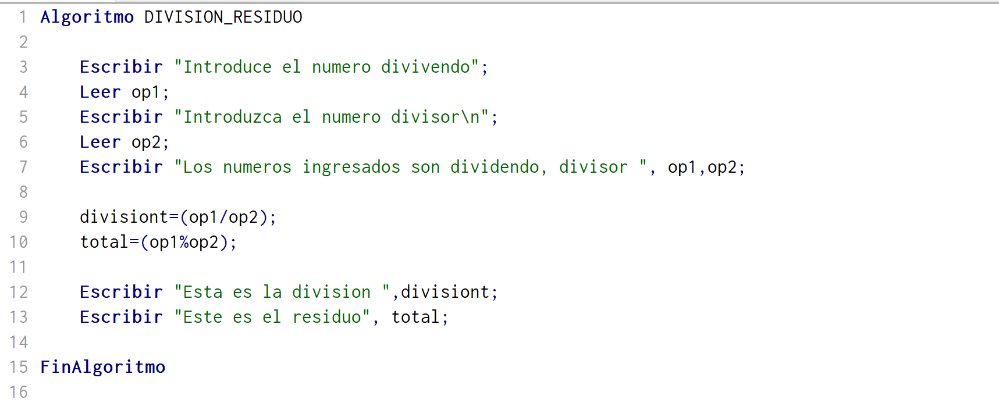 1 Algoritmo DIVISION_RESIDUO
2
3 Escribir "Introduce el numero divivendo";
4 Leer op1;
5 Escribir "Introduzca el numero divisor\n";
6 Leer op2;
7 Escribir "Los numeros ingresados son dividendo, divisor ", op1,op2;
8
9 divisiont=(op1/op2);
10 total=(op1%op2);
11
12 Escribir "Esta es la division ",divisiont;
13 Escribir "Este es el residuo", total;
14
15 FinAlgoritmo
16